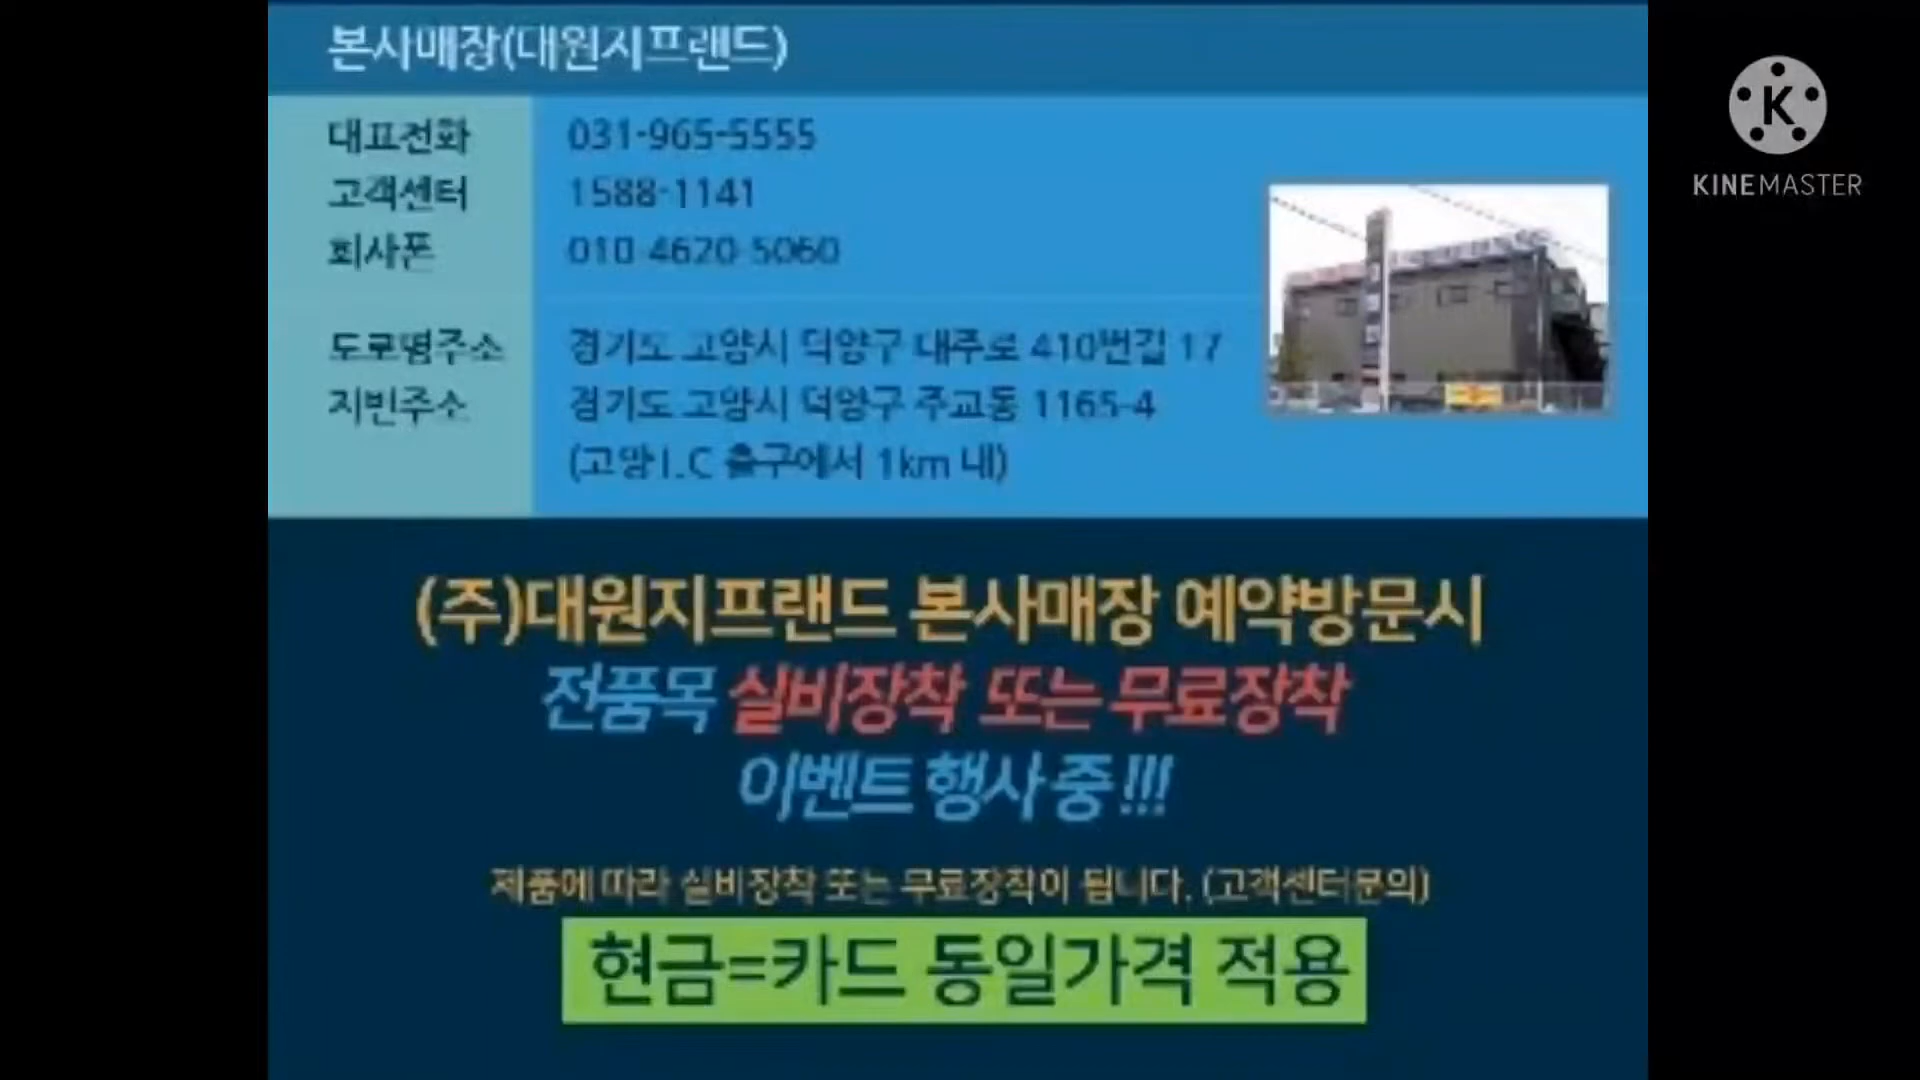 본사매장(대원지프랜드)
대표전화 031-965-5555
고객센터 1588-1141
회사폰 010-4620-5060
도로명주소 경기도 고양시 덕양구 대주로 410번길 17
지번주소 경기도 고양시 덕양구 주교동 1165-4
(고양I.C 출구에서 1km 내)
(주)대원지프랜드 본사매장 예약방문시
전품목 실비장착 또는 무료장착
이벤트 행사 중 !!!
제품에 따라 실비장착 또는 무료장착이 됩니다. (고객센터문의)
현금=카드 동일가격 적용
KINEMASTER